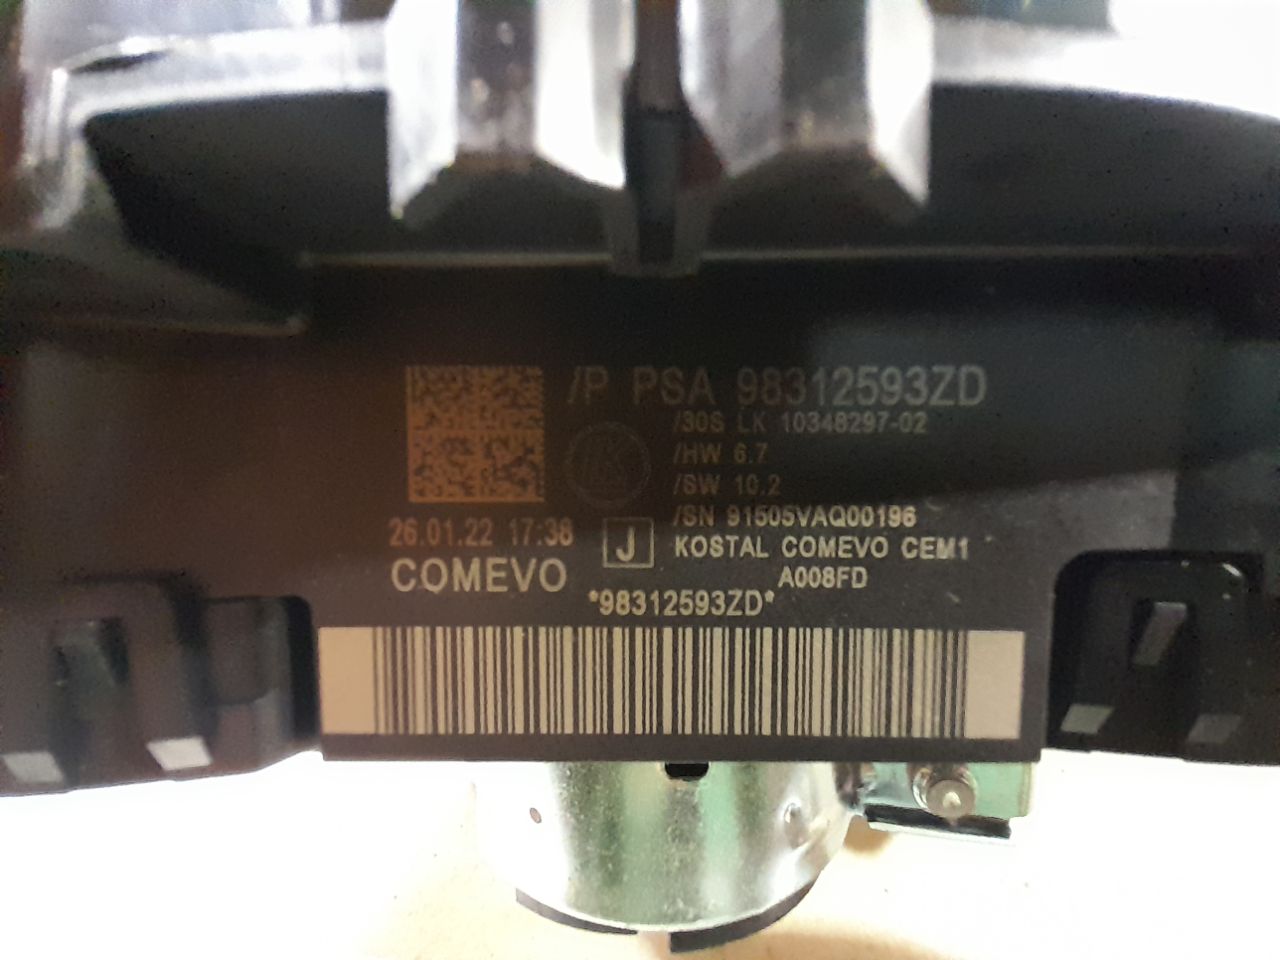 /P PSA 98312593ZD
/30S LK 10348297-02
/HW 6.7
/SW 10.2
/SN 91505VAQ00196
26.01.22 17:38
J
KOSTAL COMEVO CEM1
COMEVO
A008FD
*98312593ZD*